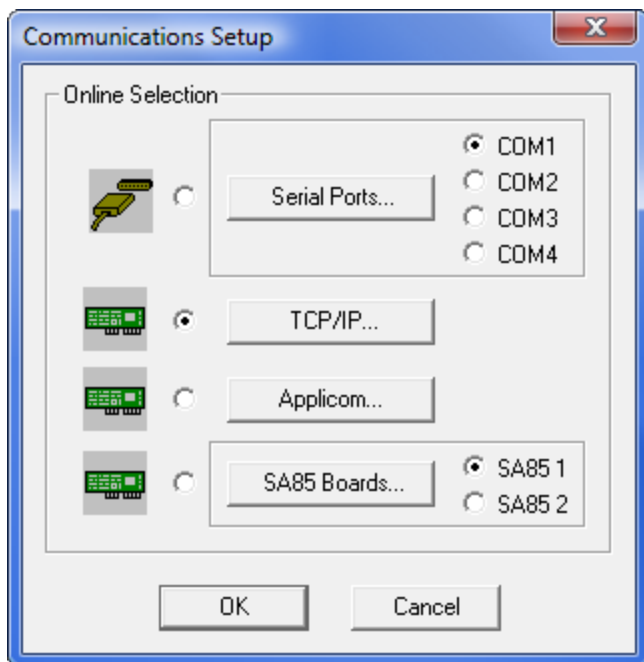 Communications Setup
Online Selection
Serial Ports...
COM1
COM2
COM3
COM4
TCP/IP...
Applicom...
SA85 Boards...
SA85 1
SA85 2
OK
Cancel